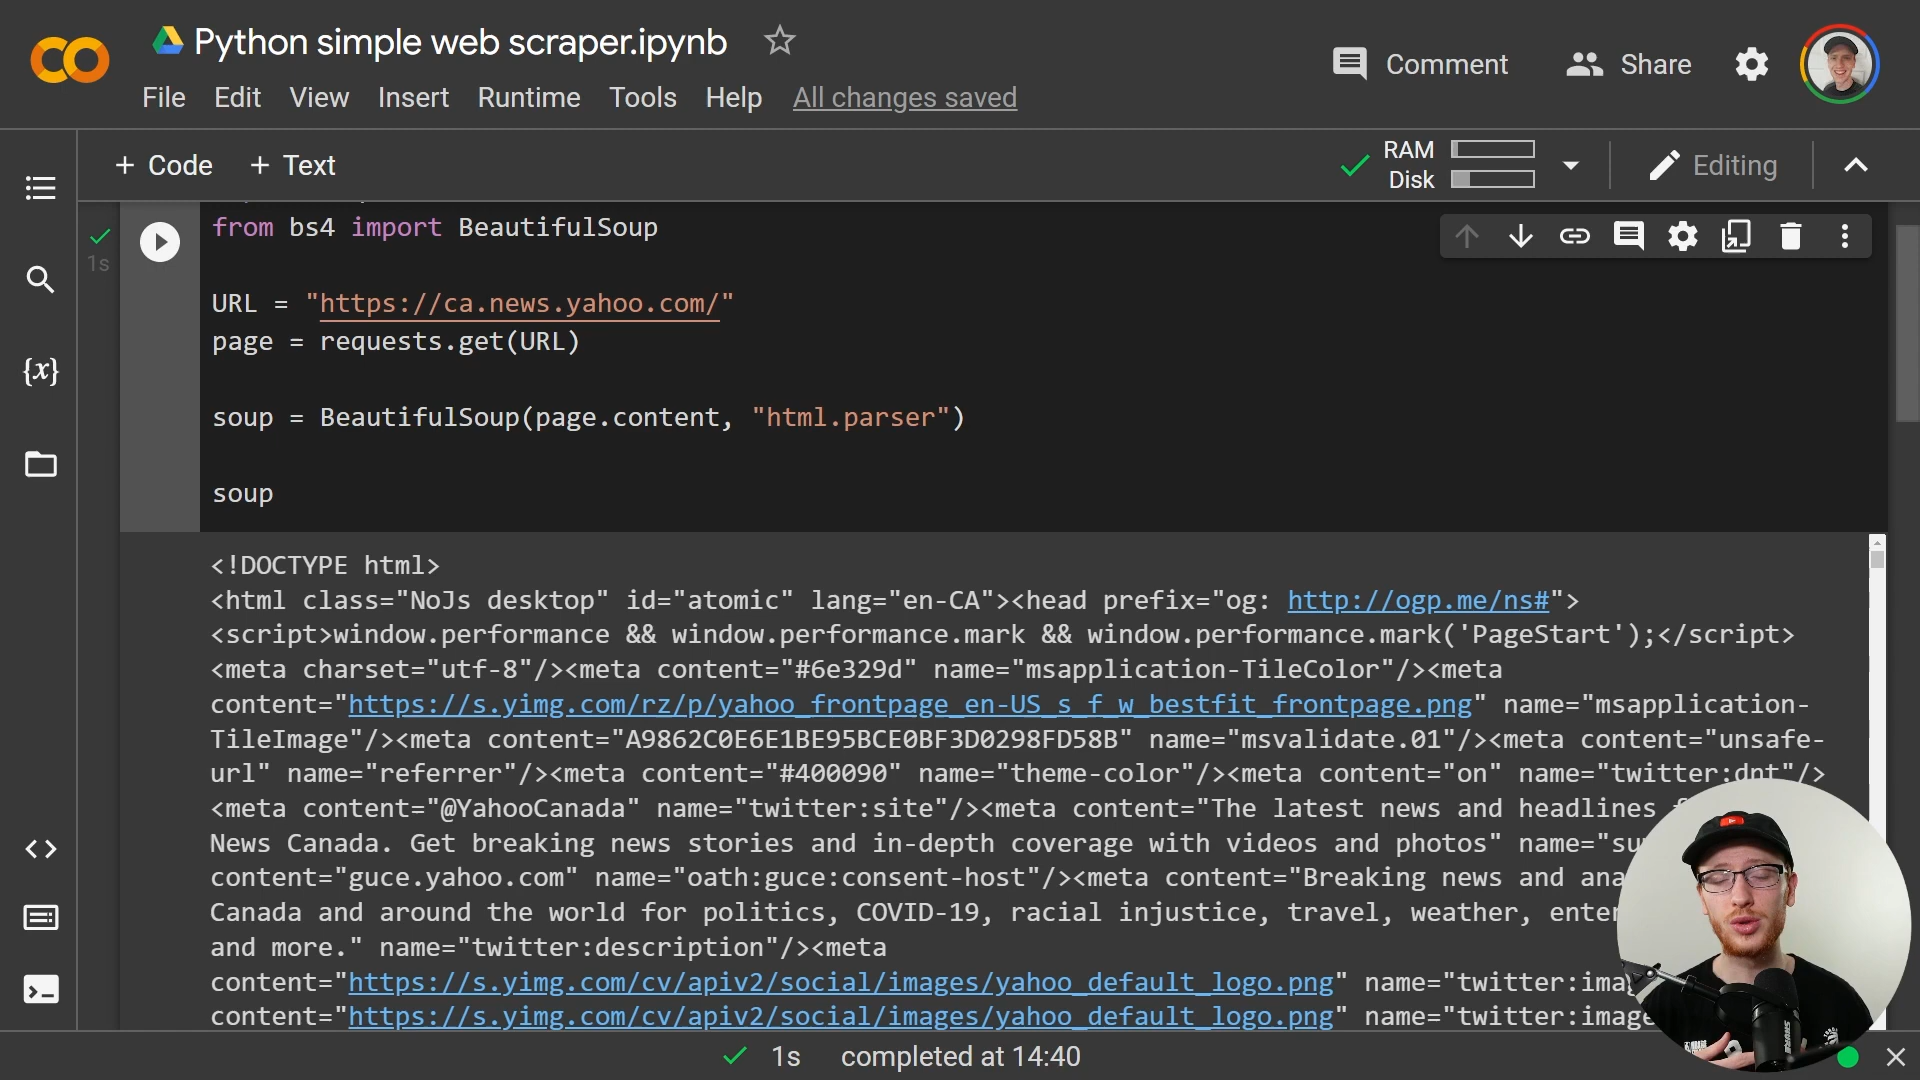 Python simple web scraper.ipynb
File Edit View Insert Runtime Tools Help All changes saved
Comment Share
+ Code + Text
RAM
Disk
Editing
1s
from bs4 import BeautifulSoup
URL = "https://ca.news.yahoo.com/"
page = requests.get(URL)
soup = BeautifulSoup(page.content, "html.parser")
soup
<!DOCTYPE html>
<html class="NoJs desktop" id="atomic" lang="en-CA"><head prefix="og: http://ogp.me/ns#">
<script>window.performance && window.performance.mark && window.performance.mark('PageStart');</script>
<meta charset="utf-8"/><meta content="#6e329d" name="msapplication-TileColor"/><meta
content="https://s.yimg.com/rz/p/yahoo_frontpage_en-US_s_f_w_bestfit_frontpage.png" name="msapplication-
TileImage"/><meta content="A9862C0E6E1BE95BCE0BF3D0298FD58B" name="msvalidate.01"/><meta content="unsafe-
url" name="referrer"/><meta content="#400090" name="theme-color"/><meta content="on" name="twitter:dnt"/>
<meta content="@YahooCanada" name="twitter:site"/><meta content="The latest news and headlines
News Canada. Get breaking news stories and in-depth coverage with videos and photos" name="su
content="guce.yahoo.com" name="oath:guce:consent-host"/><meta content="Breaking news and ana
Canada and around the world for politics, COVID-19, racial injustice, travel, weather, enter
and more." name="twitter:description"/><meta
content="https://s.yimg.com/cv/apiv2/social/images/yahoo_default_logo.png" name="twitter:imag
content="https://s.yimg.com/cv/apiv2/social/images/yahoo_default_logo.png" name="twitter:image
1s completed at 14:40